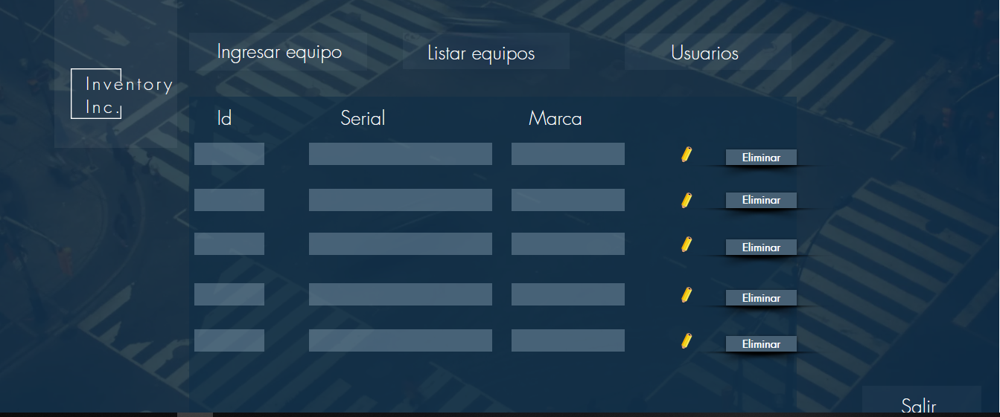 Ingresar equipo
Listar equipos
Usuarios
Inventory
Inc.
Id
Serial
Marca
Eliminar
Eliminar
Eliminar
Eliminar
Eliminar
Salir